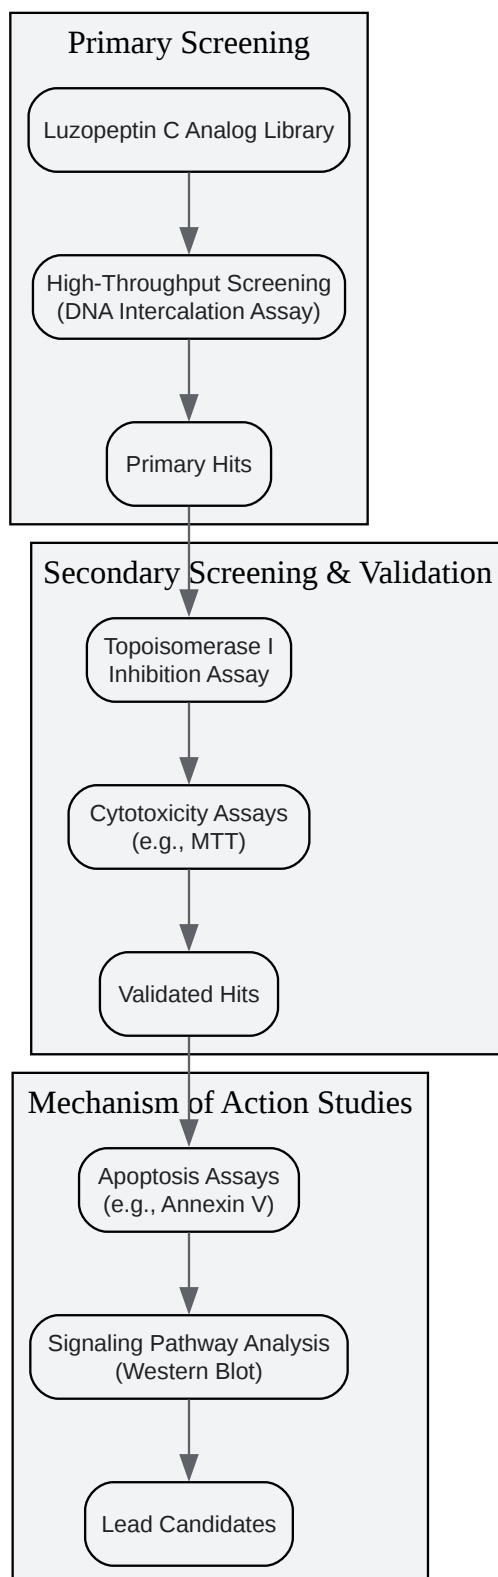 Primary Screening
Luzopeptin C Analog Library
High-Throughput Screening
(DNA Intercalation Assay)
Primary Hits
Secondary Screening & Validation
Topoisomerase I
Inhibition Assay
Cytotoxicity Assays
(e.g., MTT)
Validated Hits
Mechanism of Action Studies
Apoptosis Assays
(e.g., Annexin V)
Signaling Pathway Analysis
(Western Blot)
Lead Candidates